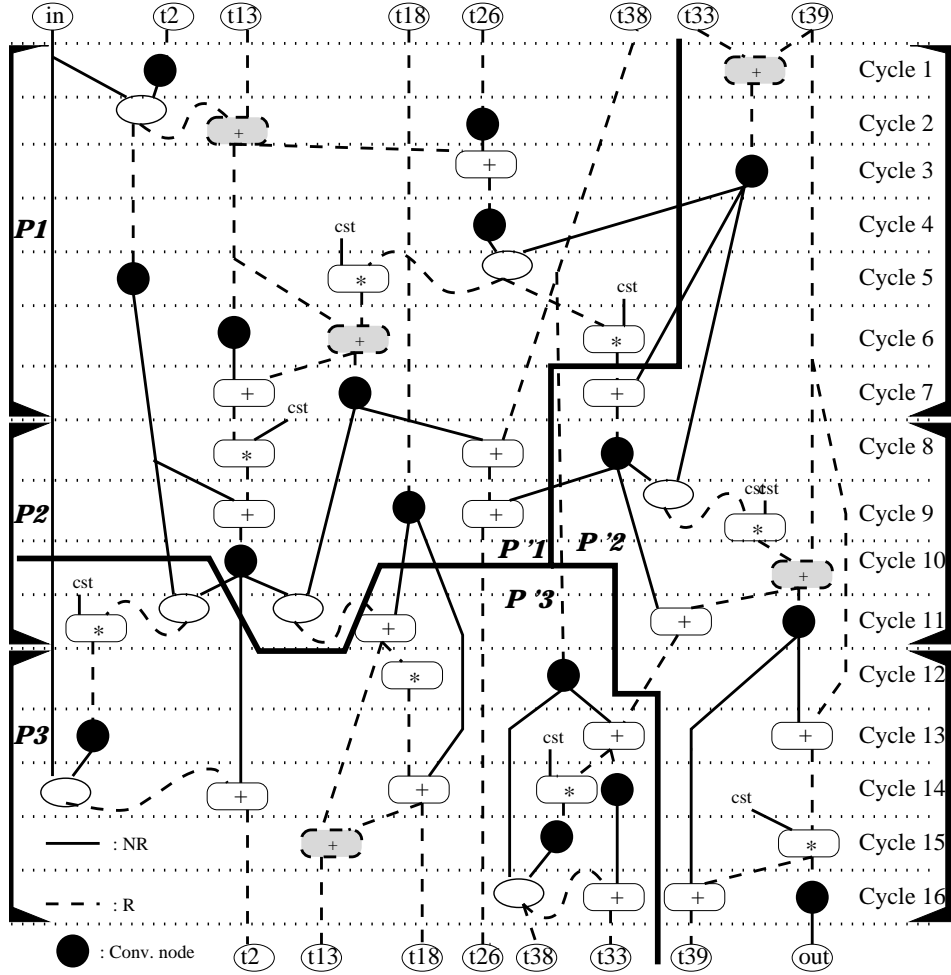 in t2 t13 t18 t26 t38 t33 t39
+ Cycle 1
+ Cycle 2
+ Cycle 3
P1 cst Cycle 4
* cst Cycle 5
+ * Cycle 6
+ + Cycle 7
cst
* + Cycle 8
P2 + + cst cst * Cycle 9
P '1 P '2 + Cycle 10
cst P '3
* + + Cycle 11
* Cycle 12
P3 cst + + Cycle 13
+ + * cst Cycle 14
: NR + * Cycle 15
: R + + Cycle 16
: Conv. node t2 t13 t18 t26 t38 t33 t39 out